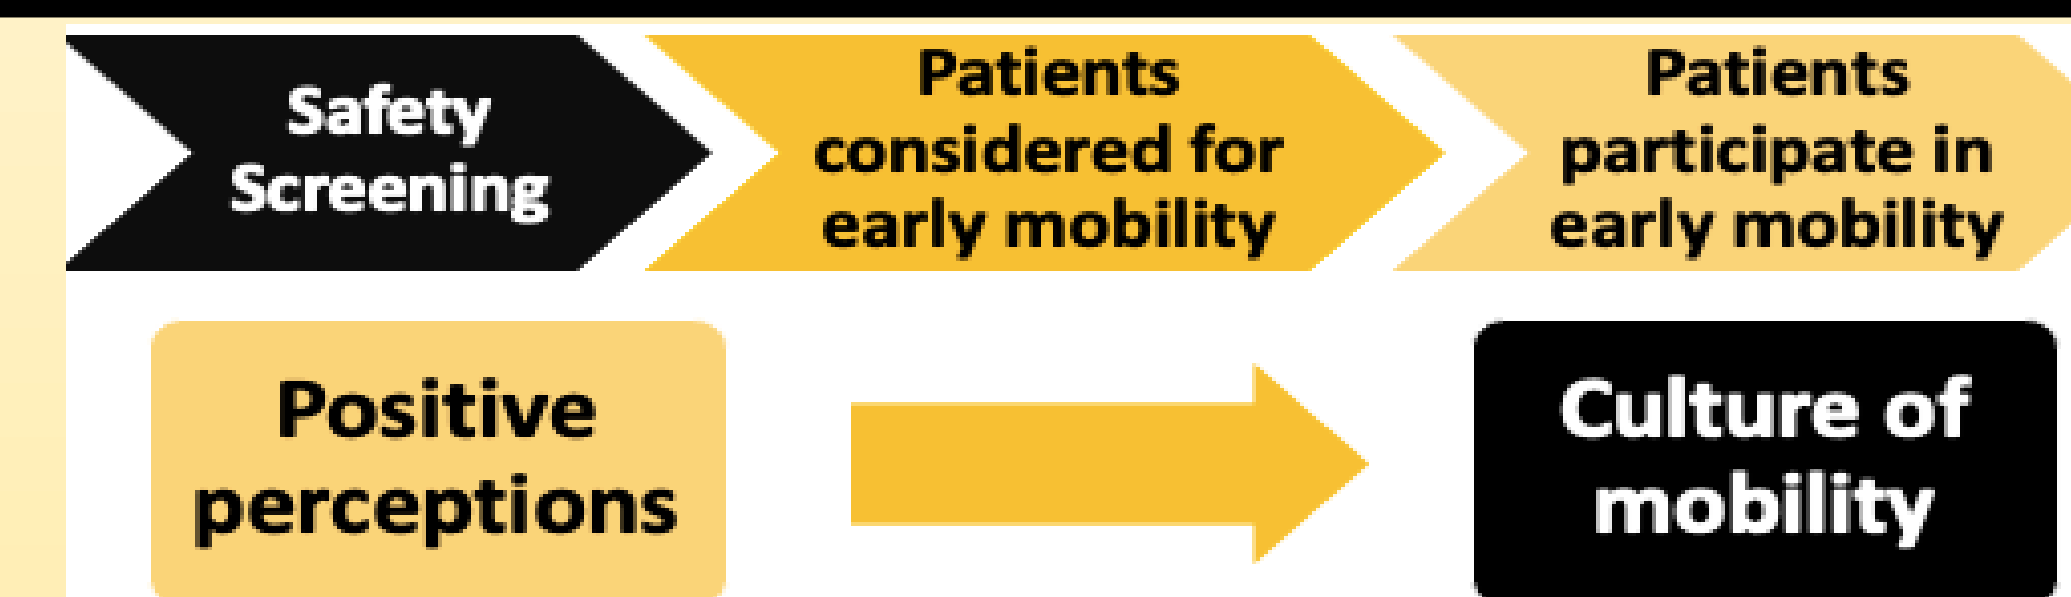 Safety
Screening
Patients
considered for
early mobility
Patients
participate in
early mobility
Positive
perceptions
Culture of
mobility